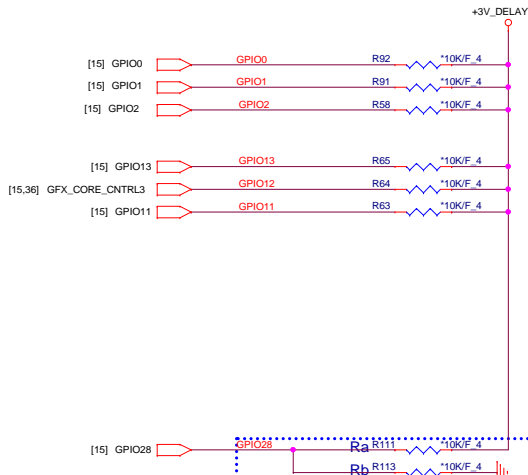 +3V_DELAY
[15] GPIO0 GPIO0 R92 *10K/F_4
[15] GPIO1 GPIO1 R91 *10K/F_4
[15] GPIO2 GPIO2 R58 *10K/F_4
[15] GPIO13 GPIO13 R65 *10K/F_4
[15,36] GFX_CORE_CNTRL3 GPIO12 R64 *10K/F_4
[15] GPIO11 GPIO11 R63 *10K/F_4
[15] GPIO28 GPIO28 Ra R111 *10K/F_4
Rb R113 *10K/F_4